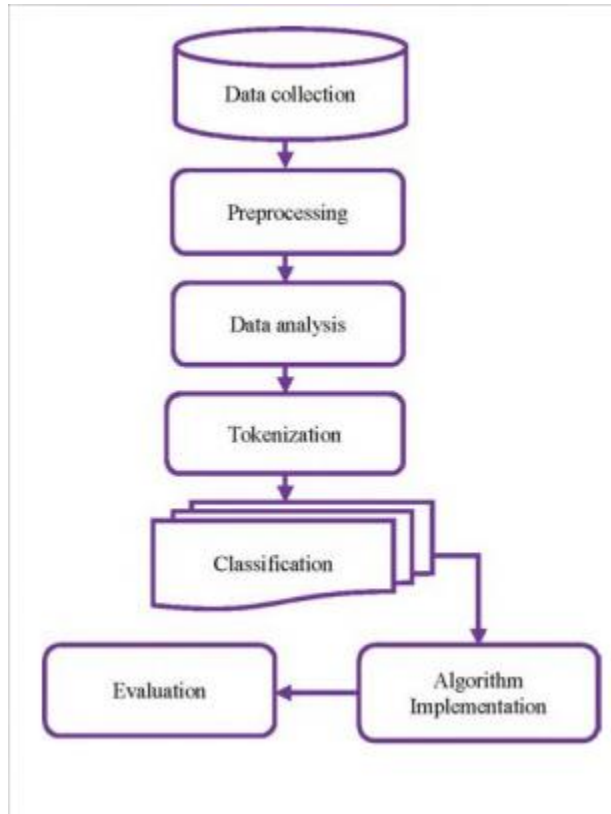 Data collection
Preprocessing
Data analysis
Tokenization
Classification
Algorithm
Implementation
Evaluation